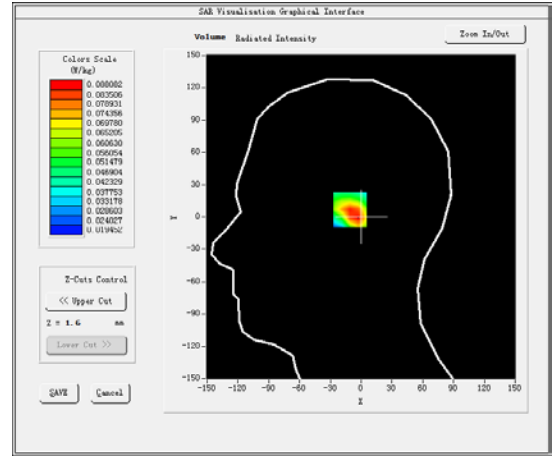 SAR Visualisation Graphical Interface
Volume Radiated Intensity
Zoom In/Out
Colors Scale
(W/kg)
0.088082
0.083506
0.078931
0.074356
0.069780
0.065205
0.060630
0.056054
0.051479
0.046904
0.042329
0.037753
0.033178
0.028603
0.024027
0.019452
Z-Cuts Control
<< Upper Cut
Z = 1.6 mm
Lower Cut >>
SAVE
Cancel
150
120
90
60
30
0
-30
-60
-90
-120
-150
Y
-150 -120 -90 -60 -30 0 30 60 90 120 150
X